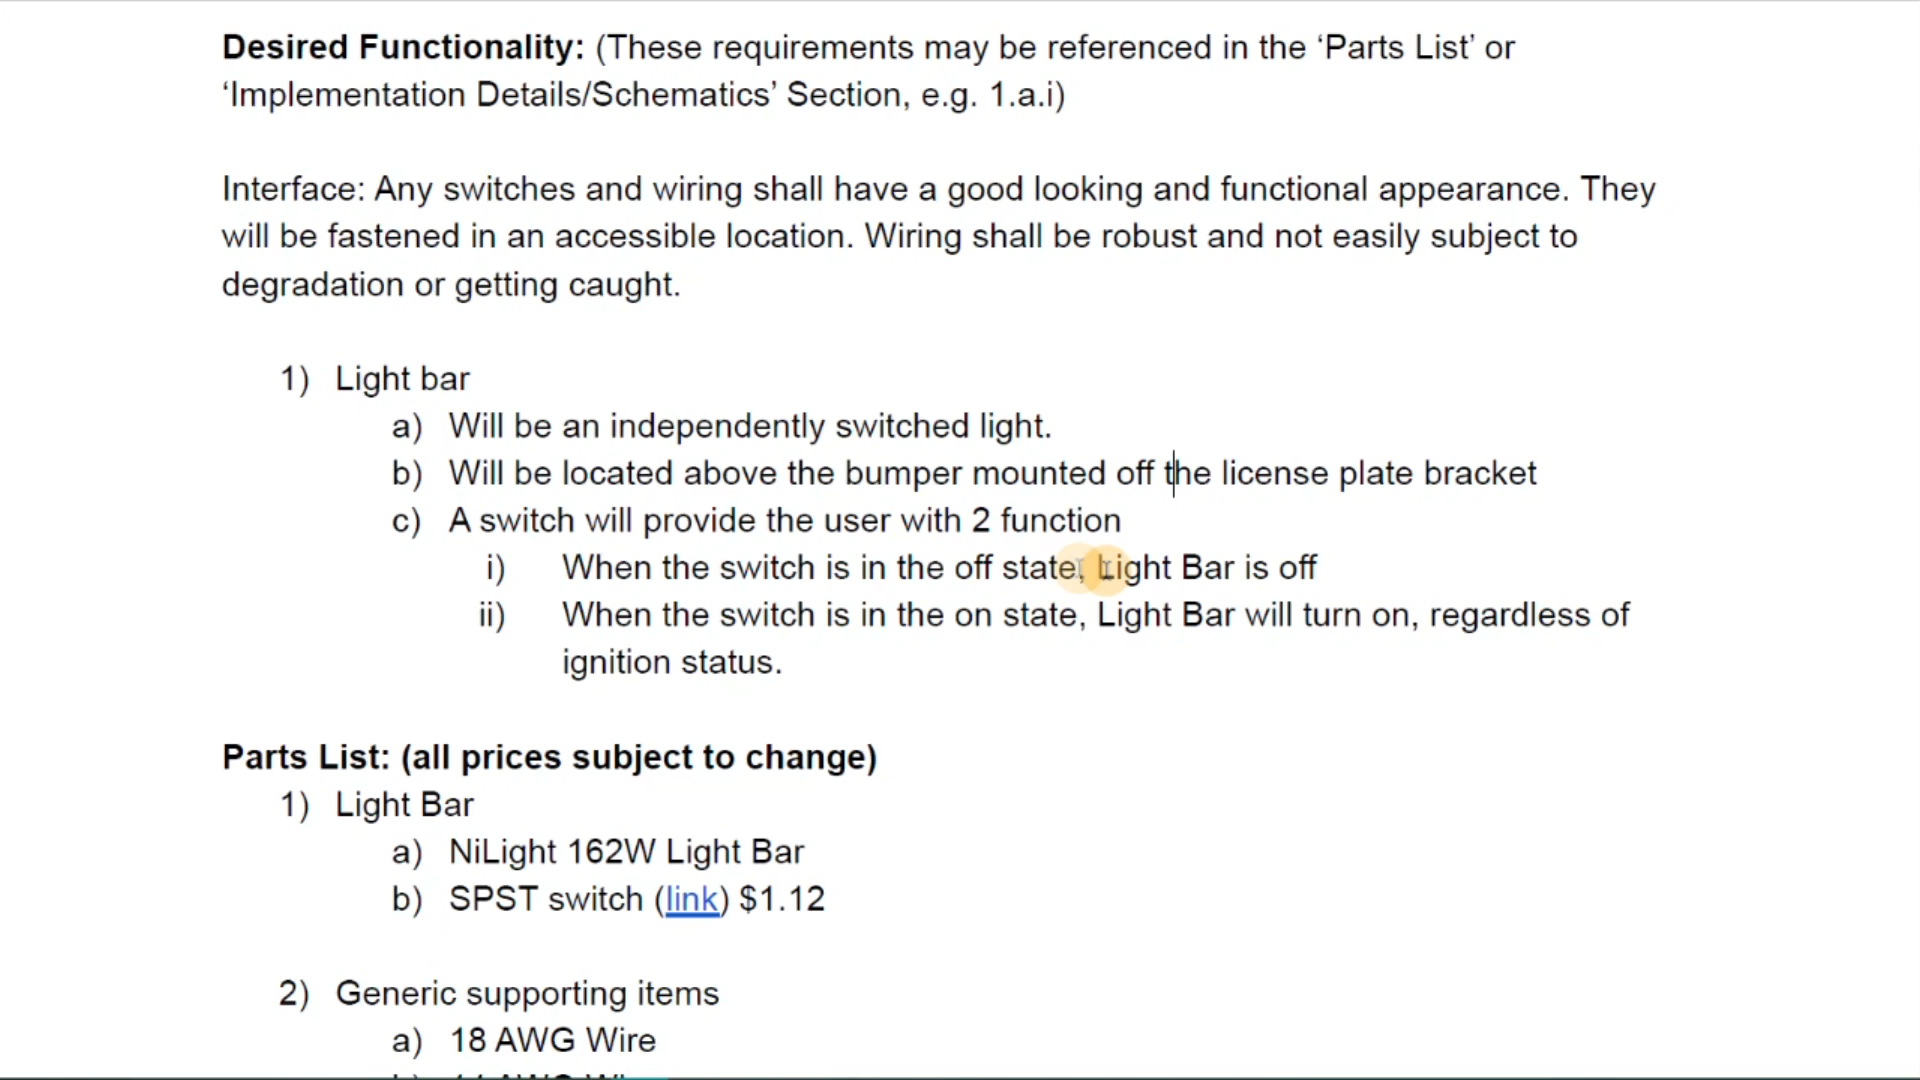 Desired Functionality: (These requirements may be referenced in the ‘Parts List’ or
‘Implementation Details/Schematics’ Section, e.g. 1.a.i)
Interface: Any switches and wiring shall have a good looking and functional appearance. They
will be fastened in an accessible location. Wiring shall be robust and not easily subject to
degradation or getting caught.
1) Light bar
a) Will be an independently switched light.
b) Will be located above the bumper mounted off the license plate bracket
c) A switch will provide the user with 2 function
i) When the switch is in the off state, Light Bar is off
ii) When the switch is in the on state, Light Bar will turn on, regardless of
ignition status.
Parts List: (all prices subject to change)
1) Light Bar
a) NiLight 162W Light Bar
b) SPST switch (link) $1.12
2) Generic supporting items
a) 18 AWG Wire